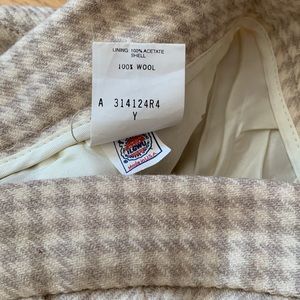 LINING 100% ACETATE
SHELL
100% WOOL
A 314124R4
Y